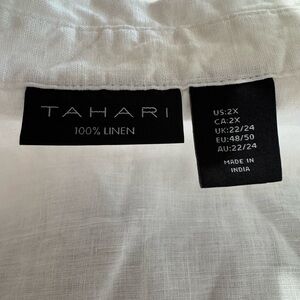 TAHARI
100% LINEN
US:2X
CA:2X
UK:22/24
EU:48/50
AU:22/24
MADE IN
INDIA